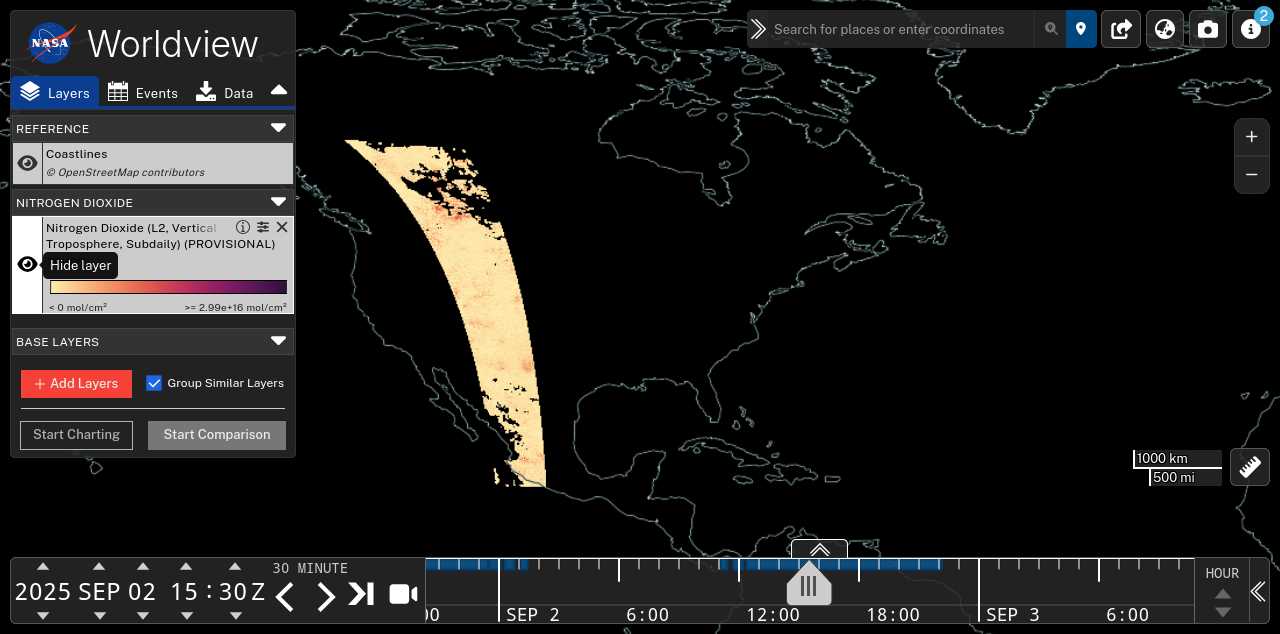 NASA Worldview
Search for places or enter coordinates
2
Layers Events Data
REFERENCE
Coastlines
© OpenStreetMap contributors
NITROGEN DIOXIDE
Nitrogen Dioxide (L2, Vertical
Troposphere, Subdaily) (PROVISIONAL)
Hide layer
< 0 mol/cm² >= 2.99e+16 mol/cm²
BASE LAYERS
+ Add Layers Group Similar Layers
Start Charting Start Comparison
+
−
1000 km
500 mi
2025 SEP 02 15:30 Z
30 MINUTE
00 SEP 2 6:00 12:00 18:00 SEP 3 6:00
HOUR